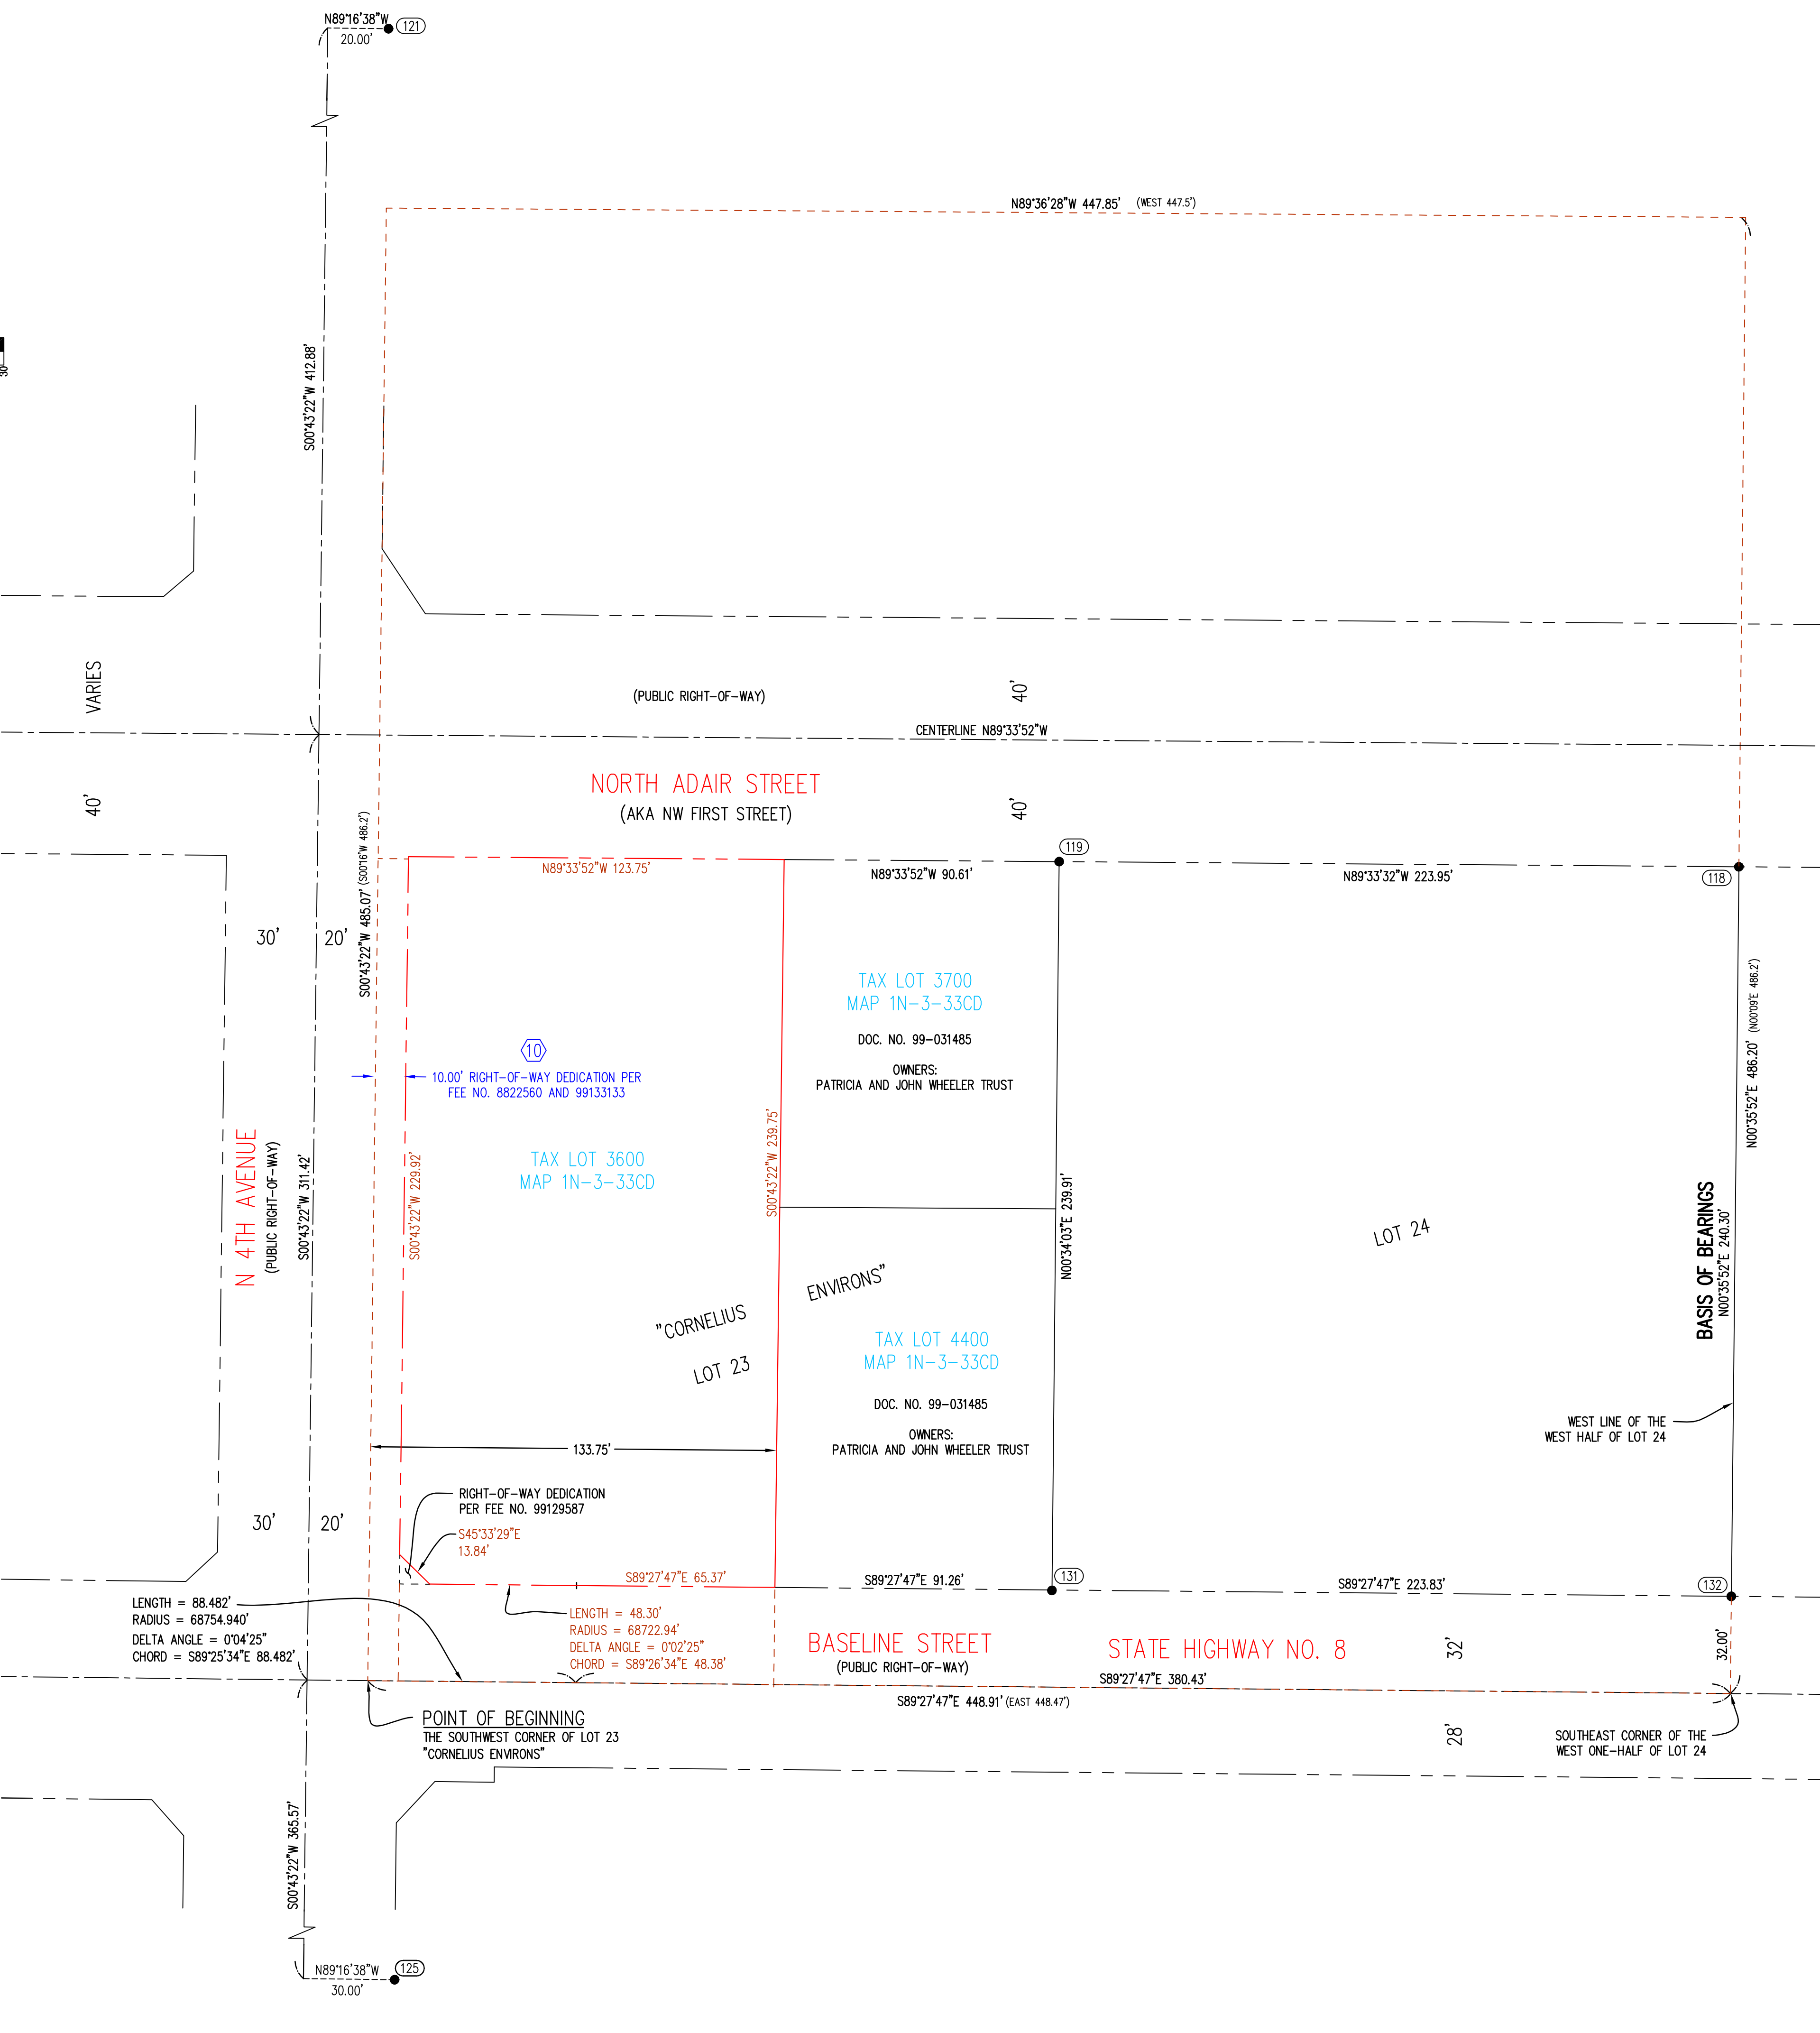 N89°16'38"W
20.00'
121
N89°36'28"W 447.85' (WEST 447.5')
30
S00°43'22"W 412.88'
VARIES
40'
(PUBLIC RIGHT-OF-WAY)
40'
CENTERLINE N89°33'52"W
NORTH ADAIR STREET
(AKA NW FIRST STREET)
40'
S00°43'22"W 485.07' (S00°16'W 486.2')
119
N89°33'52"W 123.75'
N89°33'52"W 90.61'
N89°33'32"W 223.95'
118
30'
20'
TAX LOT 3700
MAP 1N-3-33CD
DOC. NO. 99-031485
OWNERS:
PATRICIA AND JOHN WHEELER TRUST
N00°35'52"E 486.20' (N00°09'E 486.2')
10
10.00' RIGHT-OF-WAY DEDICATION PER
FEE NO. 8822560 AND 99133133
TAX LOT 3600
MAP 1N-3-33CD
N 4TH AVENUE
(PUBLIC RIGHT-OF-WAY)
S00°43'22"W 311.42'
S00°43'22"W 229.92'
S00°43'22"W 239.75'
N00°34'03"E 239.91'
LOT 24
BASIS OF BEARINGS
N00°35'52"E 240.30'
"CORNELIUS
ENVIRONS"
LOT 23
TAX LOT 4400
MAP 1N-3-33CD
DOC. NO. 99-031485
OWNERS:
PATRICIA AND JOHN WHEELER TRUST
WEST LINE OF THE
WEST HALF OF LOT 24
133.75'
RIGHT-OF-WAY DEDICATION
PER FEE NO. 99129587
30'
20'
S45°33'29"E
13.84'
S89°27'47"E 65.37'
S89°27'47"E 91.26'
131
S89°27'47"E 223.83'
132
LENGTH = 88.482'
RADIUS = 68754.940'
DELTA ANGLE = 0°04'25"
CHORD = S89°25'34"E 88.482'
LENGTH = 48.30'
RADIUS = 68722.94'
DELTA ANGLE = 0°02'25"
CHORD = S89°26'34"E 48.38'
BASELINE STREET
(PUBLIC RIGHT-OF-WAY)
STATE HIGHWAY NO. 8
32'
32.00'
S89°27'47"E 380.43'
S89°27'47"E 448.91' (EAST 448.47')
POINT OF BEGINNING
THE SOUTHWEST CORNER OF LOT 23
"CORNELIUS ENVIRONS"
28'
SOUTHEAST CORNER OF THE
WEST ONE-HALF OF LOT 24
S00°43'22"W 365.57'
N89°16'38"W
30.00'
125